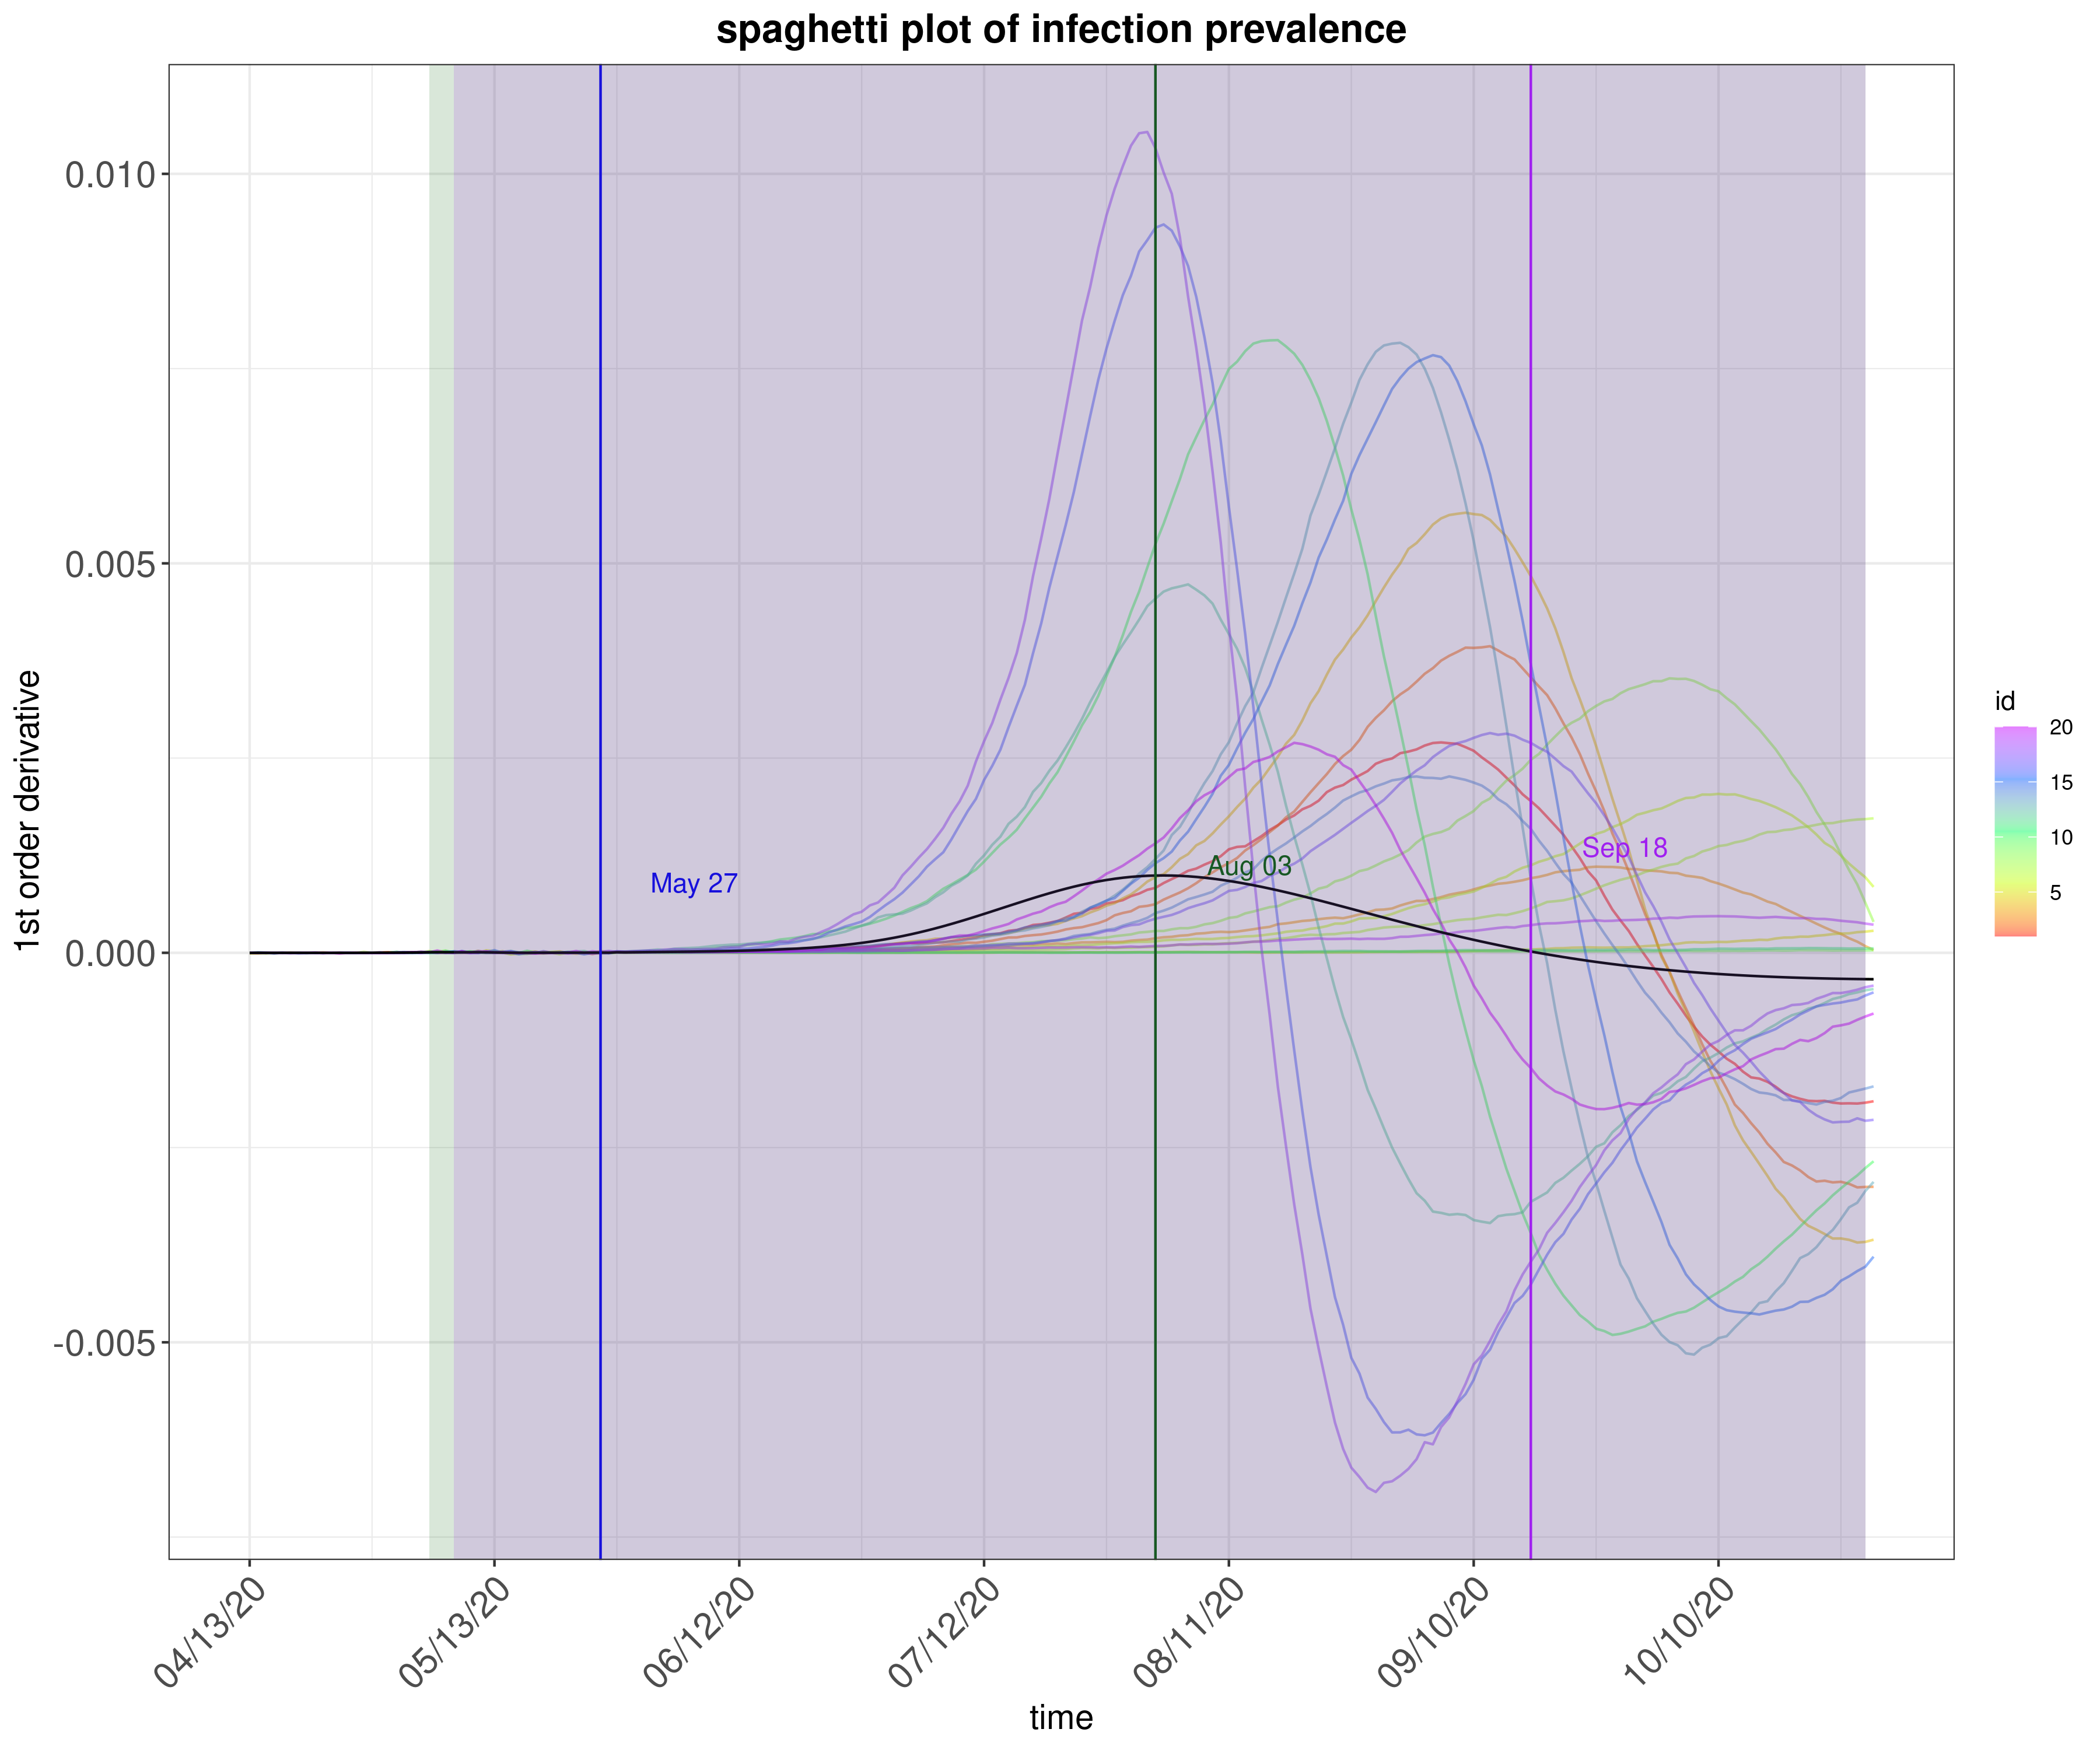 spaghetti plot of infection prevalence
0.010
0.005
0.000
-0.005
1st order derivative
May 27
Aug 03
Sep 18
id
20
15
10
5
04/13/20
05/13/20
06/12/20
07/12/20
08/11/20
09/10/20
10/10/20
time